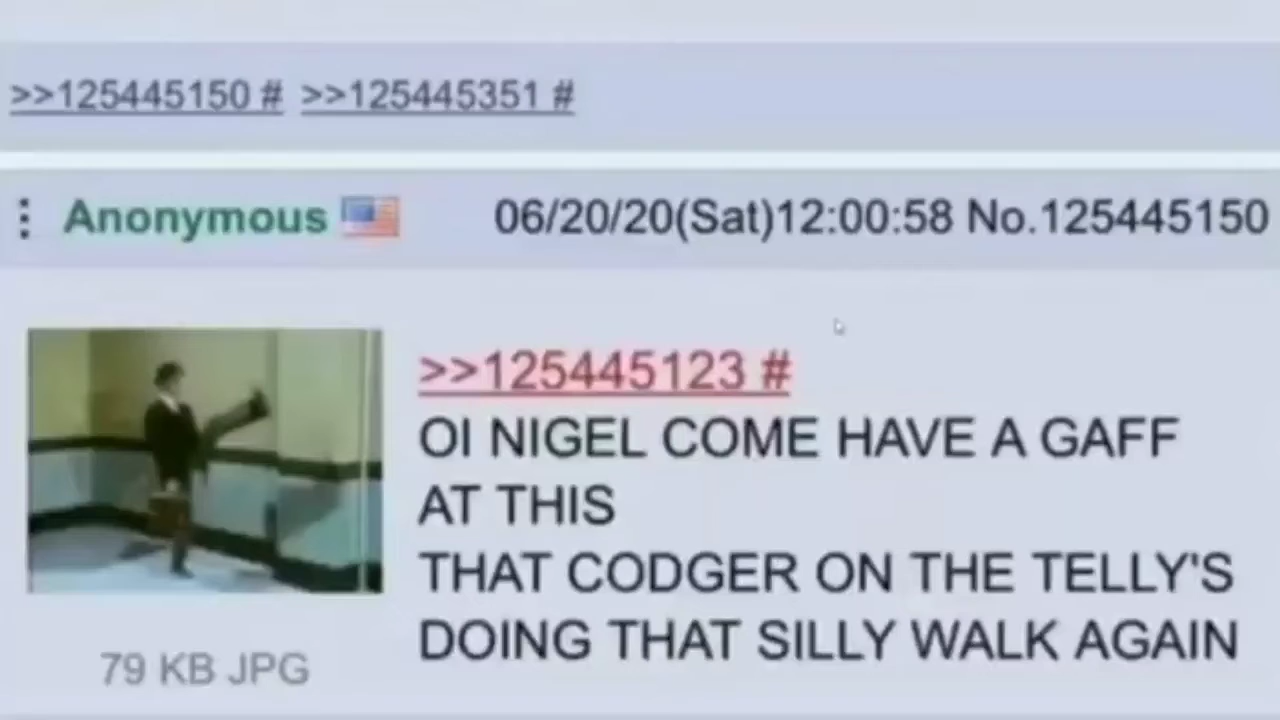 >>125445150 # >>125445351 #
Anonymous 06/20/20(Sat)12:00:58 No.125445150
>>125445123 #
OI NIGEL COME HAVE A GAFF
AT THIS
THAT CODGER ON THE TELLY'S
DOING THAT SILLY WALK AGAIN
79 KB JPG